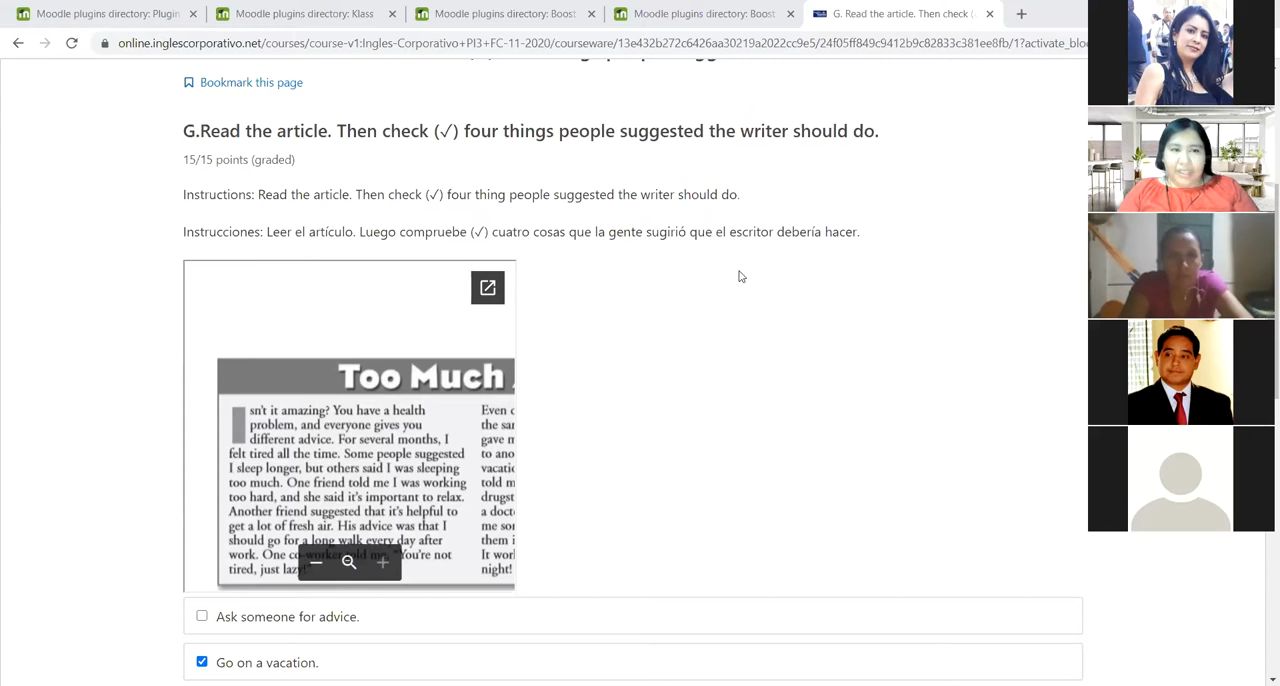 Moodle plugins directory: Plugin
Moodle plugins directory: Klass
Moodle plugins directory: Boost
Moodle plugins directory: Boost
G. Read the article. Then check (
online.inglescorporativo.net/courses/course-v1:Ingles-Corporativo+PI3+FC-11-2020/courseware/13e432b272c6426aa30219a2022cc9e5/24f05ff849c9412b9c82833c381ee8fb/1?activate_blo
Bookmark this page
G.Read the article. Then check (✓) four things people suggested the writer should do.
15/15 points (graded)
Instructions: Read the article. Then check (✓) four thing people suggested the writer should do.
Instrucciones: Leer el artículo. Luego compruebe (✓) cuatro cosas que la gente sugirió que el escritor debería hacer.
Too Much
Isn't it amazing? You have a health
problem, and everyone gives you
different advice. For several months, I
felt tired all the time. Some people suggested
I sleep longer, but others said I was sleeping
too much. One friend told me I was working
too hard, and she said it's important to relax.
Another friend suggested that it's helpful to
get a lot of fresh air. His advice was that I
should go for a long walk every day after
work. One co-worker told me, "You're not
tired, just lazy!"
Even
the sa
gave m
to ano
vacatio
told m
drugst
a doct
me so
them i
It wor
night!
Ask someone for advice.
Go on a vacation.